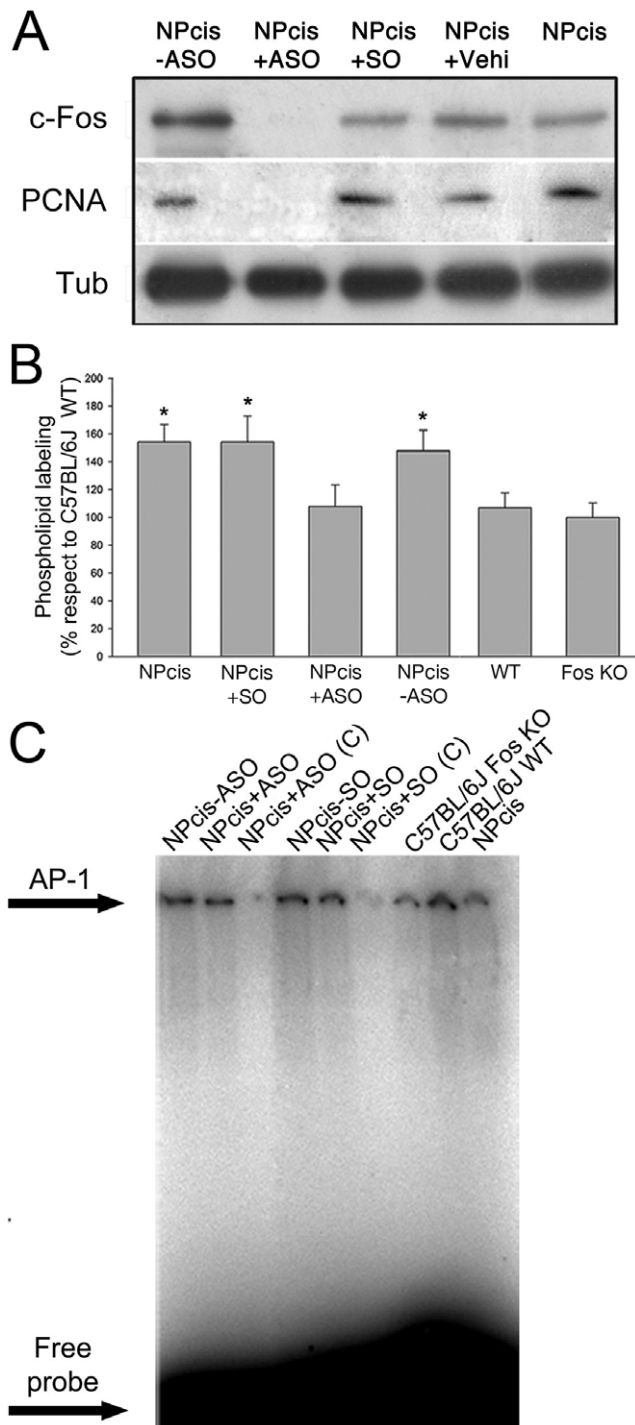 A
NPcis -ASO
NPcis +ASO
NPcis +SO
NPcis +Vehi
NPcis
c-Fos
PCNA
Tub
B
Phospholipid labeling
(% respect to C57BL/6J WT)
200
180
160
140
120
100
80
60
40
20
0
*
*
*
NPcis
NPcis +SO
NPcis +ASO
NPcis -ASO
WT
Fos KO
C
NPcis-ASO
NPcis+ASO
NPcis+ASO (C)
NPcis-SO
NPcis+SO
NPcis+SO (C)
C57BL/6J Fos KO
C57BL/6J WT
NPcis
AP-1
Free
probe